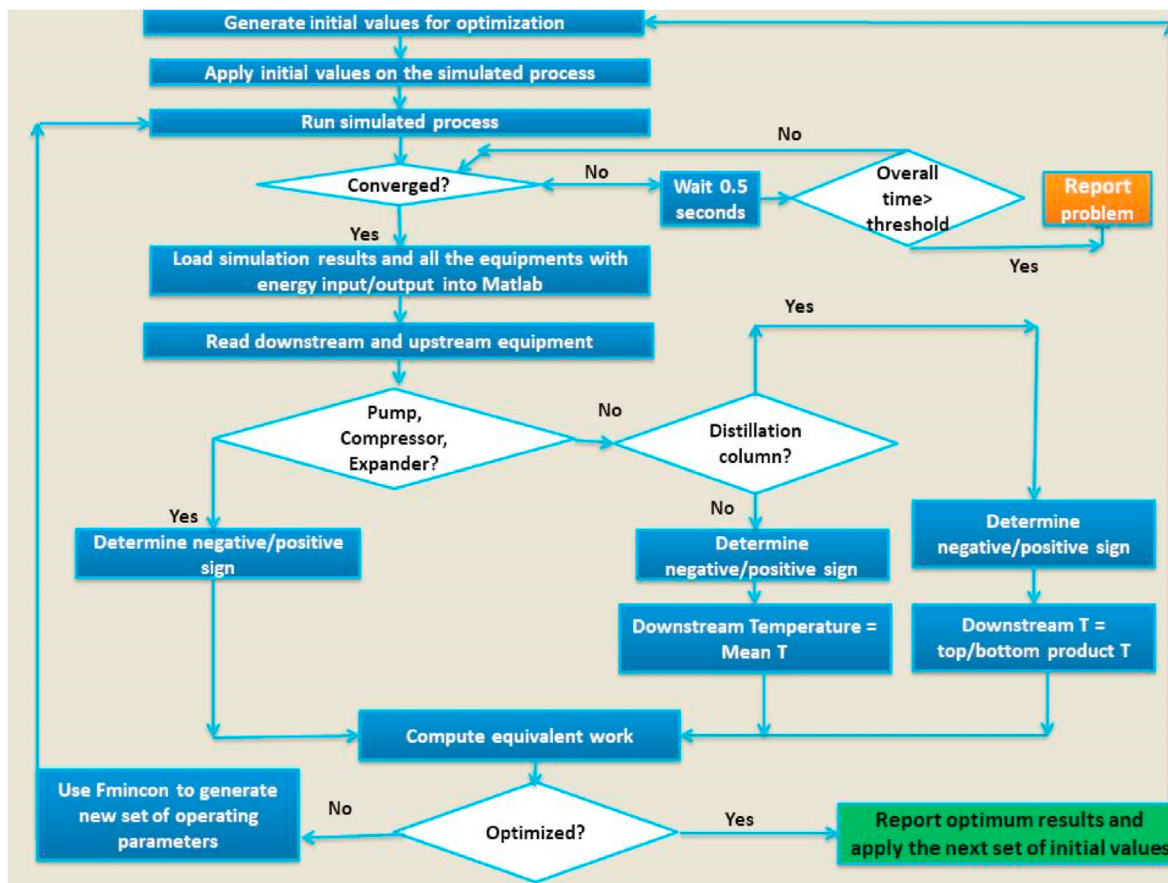 Generate initial values for optimization
Apply initial values on the simulated process
Run simulated process
No
Converged?
No
Wait 0.5
seconds
Overall
time>
threshold
Report
problem
Yes
Yes
Load simulation results and all the equipments with
energy input/output into Matlab
Yes
Read downstream and upstream equipment
Pump,
Compressor,
Expander?
No
Distillation
column?
Yes
No
Determine negative/positive
sign
Determine
negative/positive sign
Determine
negative/positive sign
Downstream Temperature =
Mean T
Downstream T =
top/bottom product T
Compute equivalent work
Use Fmincon to generate
new set of operating
parameters
No
Optimized?
Yes
Report optimum results and
apply the next set of initial values